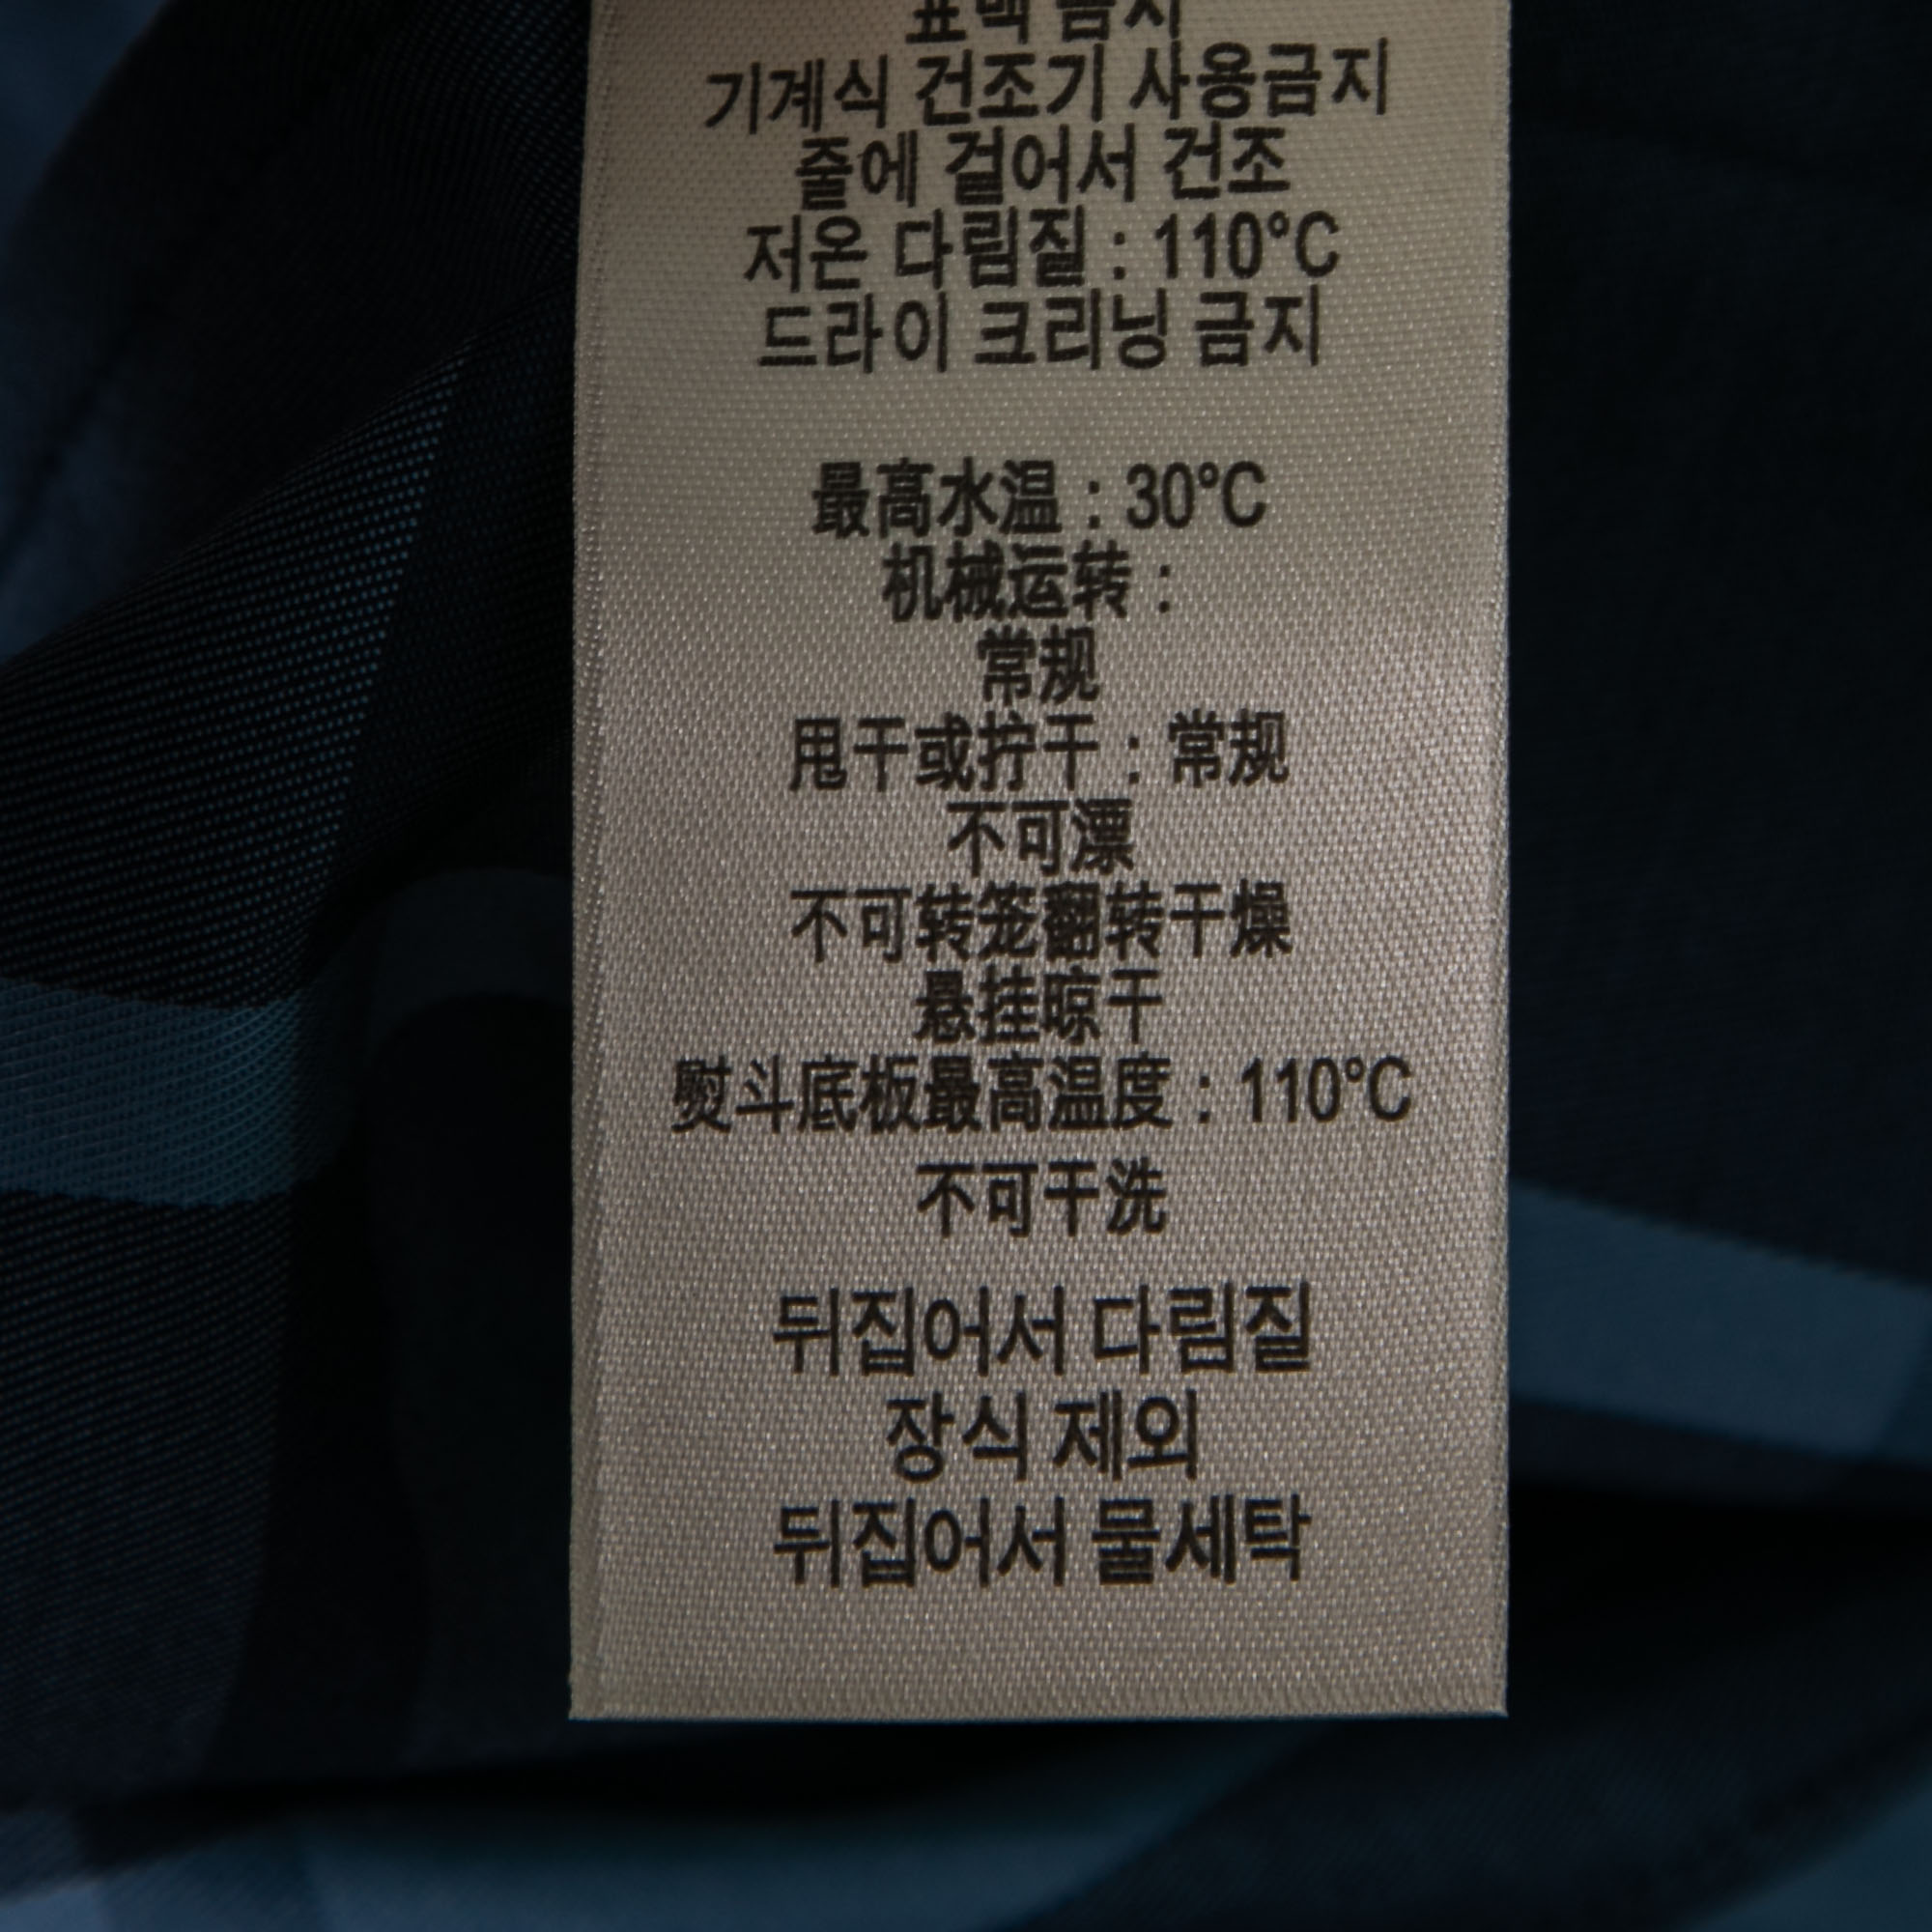 표백 금지
기계식 건조기 사용금지
줄에 걸어서 건조
저온 다림질 : 110°C
드라이 크리닝 금지
最高水温 : 30°C
机械运转 :
常规
甩干或拧干 : 常规
不可漂
不可转笼翻转干燥
悬挂晾干
熨斗底板最高温度 : 110°C
不可干洗
뒤집어서 다림질
장식 제외
뒤집어서 물세탁